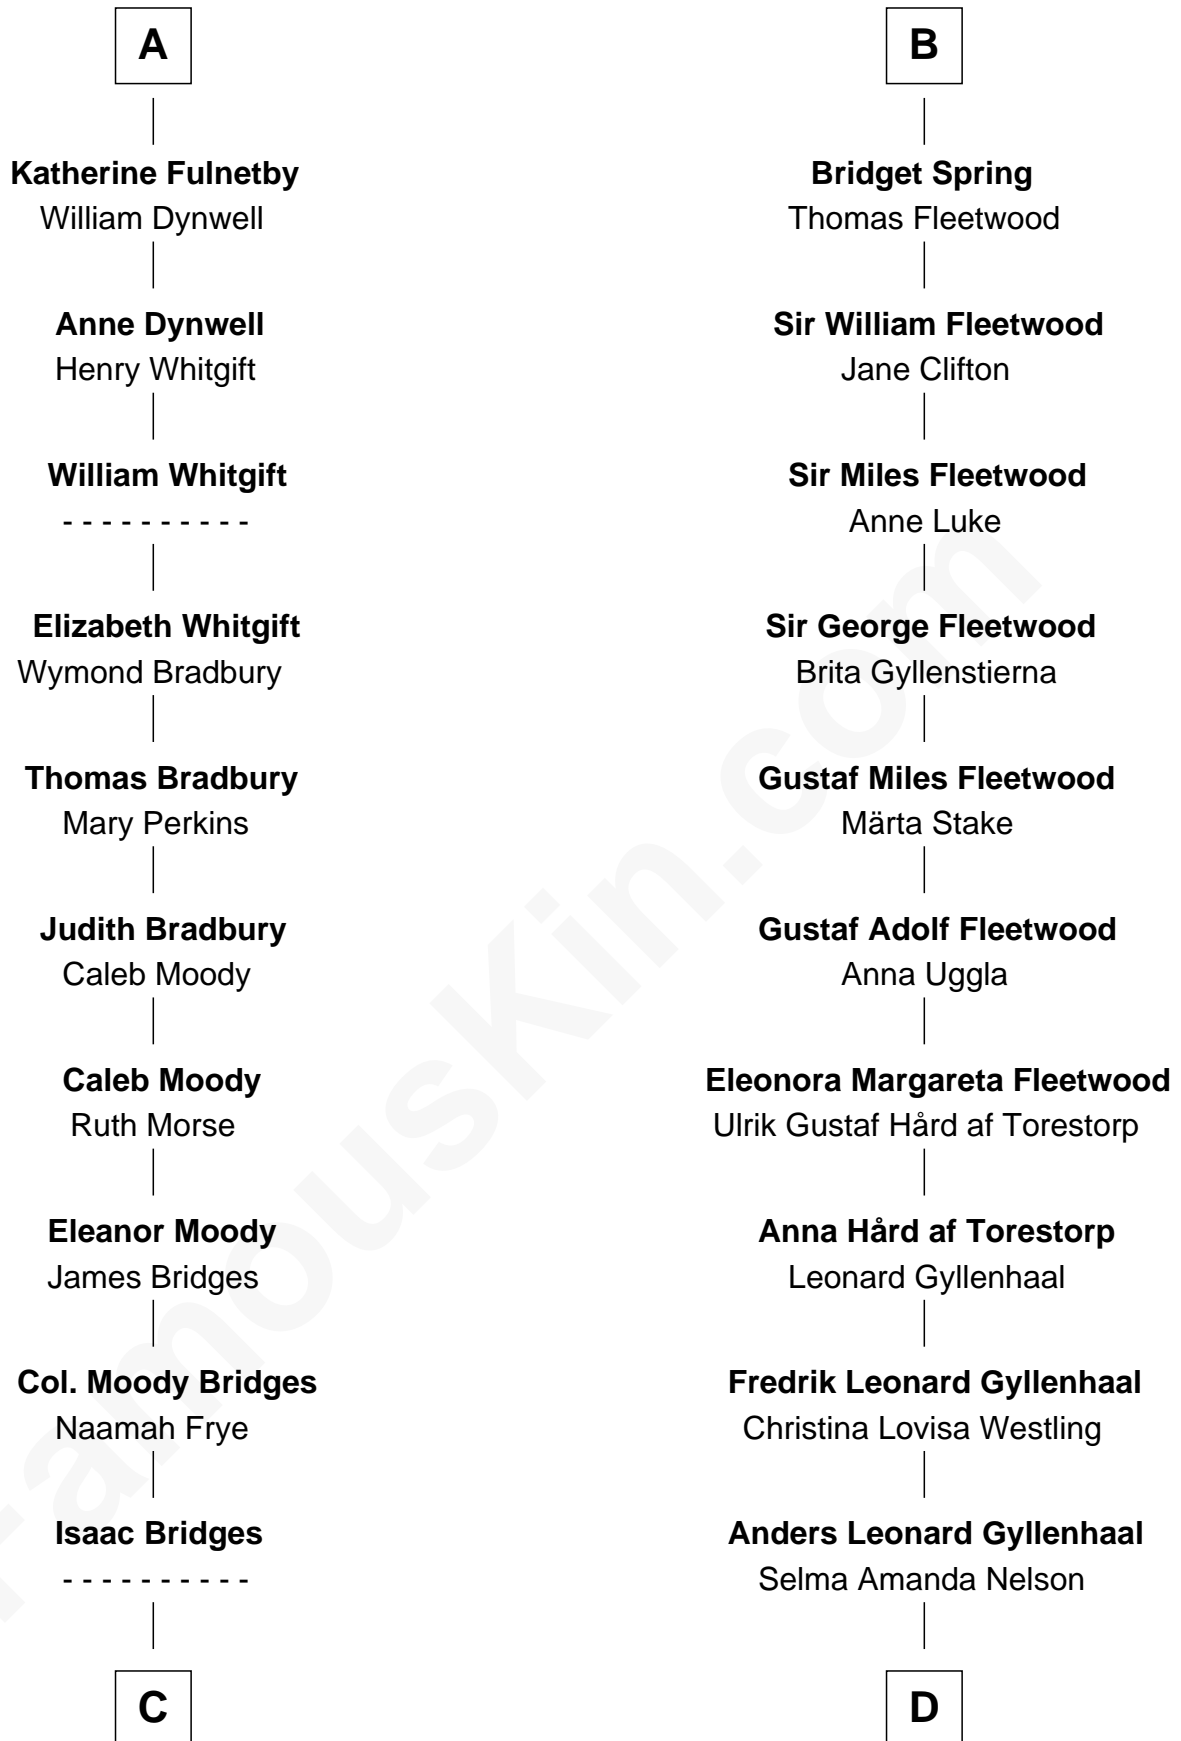 A
Katherine Fulnetby
William Dynwell
Anne Dynwell
Henry Whitgift
William Whitgift
- - - - - - - - - -
Elizabeth Whitgift
Wymond Bradbury
Thomas Bradbury
Mary Perkins
Judith Bradbury
Caleb Moody
Caleb Moody
Ruth Morse
Eleanor Moody
James Bridges
Col. Moody Bridges
Naamah Frye
Isaac Bridges
- - - - - - - - - -
C
B
Bridget Spring
Thomas Fleetwood
Sir William Fleetwood
Jane Clifton
Sir Miles Fleetwood
Anne Luke
Sir George Fleetwood
Brita Gyllenstierna
Gustaf Miles Fleetwood
Märta Stake
Gustaf Adolf Fleetwood
Anna Uggla
Eleonora Margareta Fleetwood
Ulrik Gustaf Hård af Torestorp
Anna Hård af Torestorp
Leonard Gyllenhaal
Fredrik Leonard Gyllenhaal
Christina Lovisa Westling
Anders Leonard Gyllenhaal
Selma Amanda Nelson
D
FamousKin.com